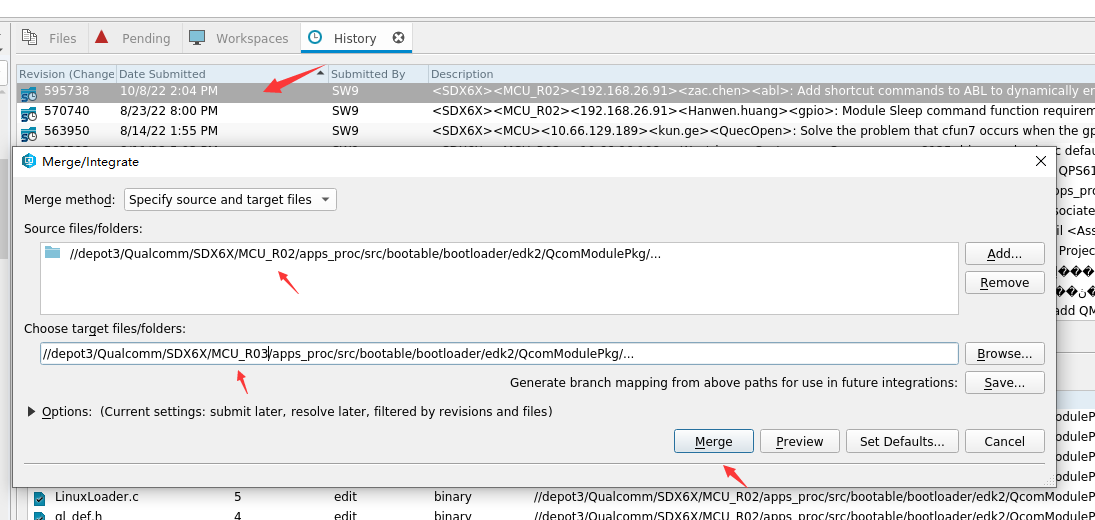 Files Pending Workspaces History
Revision (Change Date Submitted Submitted By Description
595738 10/8/22 2:04 PM SW9 <SDX6X><MCU_R02><192.168.26.91><zac.chen><abl>: Add shortcut commands to ABL to dynamically en
570740 8/23/22 8:00 PM SW9 <SDX6X><MCU_R02><192.168.26.91><Hanwen.huang><gpio>: Module Sleep command function requirem
563950 8/14/22 1:55 PM SW9 <SDX6X><MCU><10.66.129.189><kun.ge><QuecOpen>: Solve the problem that cfun7 occurs when the gp
Merge/Integrate
Merge method: Specify source and target files
Source files/folders:
//depot3/Qualcomm/SDX6X/MCU_R02/apps_proc/src/bootable/bootloader/edk2/QcomModulePkg/...
Add...
Remove
Choose target files/folders:
//depot3/Qualcomm/SDX6X/MCU_R03/apps_proc/src/bootable/bootloader/edk2/QcomModulePkg/...
Browse...
Generate branch mapping from above paths for use in future integrations: Save...
Options: (Current settings: submit later, resolve later, filtered by revisions and files)
Merge Preview Set Defaults... Cancel
QPS61
ps_pro
ssociate
il <Ass
Project
add QM
oduleP
oduleP
oduleP
oduleP
LinuxLoader.c 5 edit binary //depot3/Qualcomm/SDX6X/MCU_R02/apps_proc/src/bootable/bootloader/edk2/QcomModuleP
gl_def.h 4 edit binary //depot3/Qualcomm/SDX6X/MCU_R02/apps_proc/src/bootable/bootloader/edk2/QcomModuleP